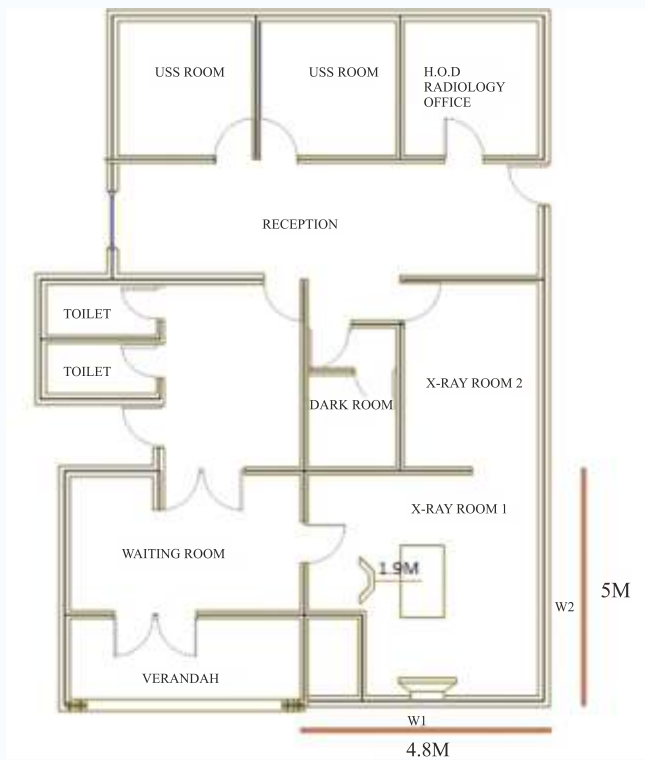 USS ROOM
USS ROOM
H.O.D
RADIOLOGY
OFFICE
RECEPTION
TOILET
TOILET
X-RAY ROOM 2
DARK ROOM
X-RAY ROOM 1
WAITING ROOM
1.9M
5M
W2
VERANDAH
W1
4.8M